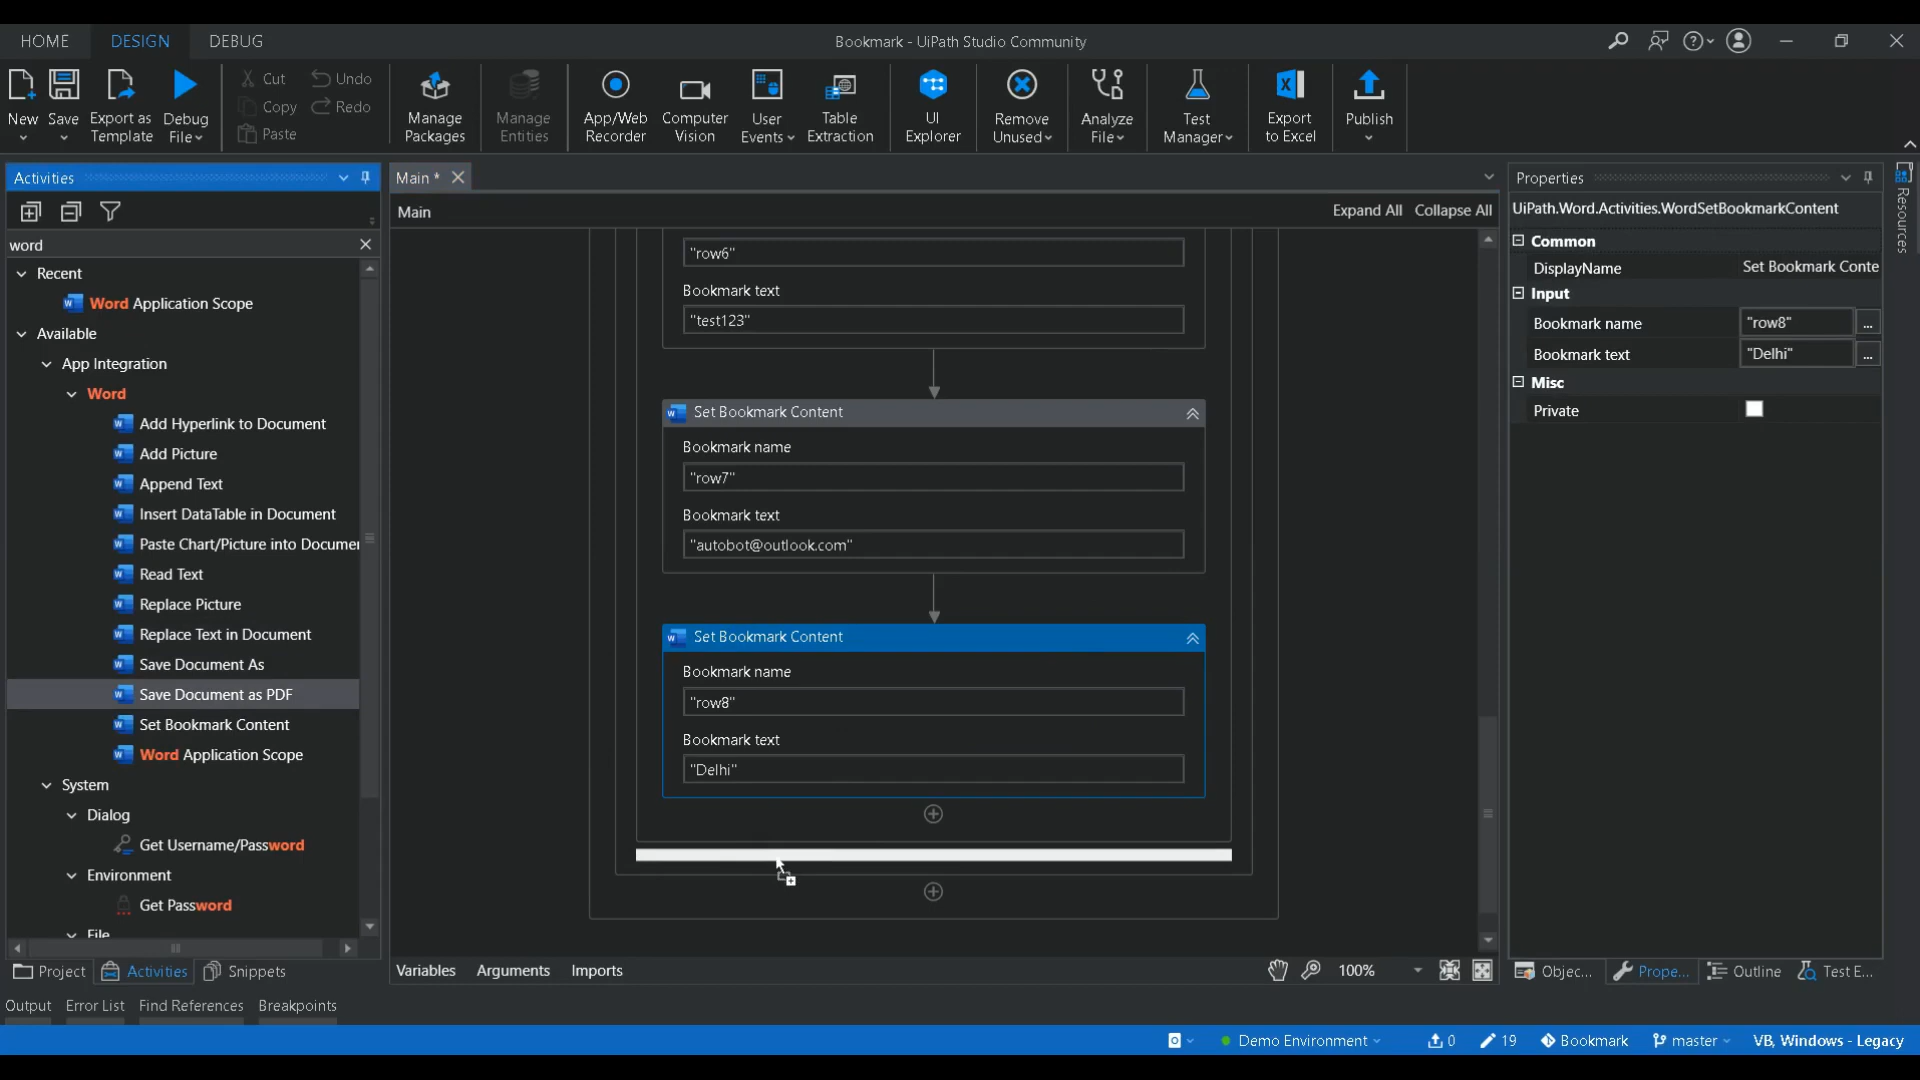 HOME DESIGN DEBUG
Bookmark - UiPath Studio Community
New Save Export as Template Debug File
Cut Undo
Copy Redo
Paste
Manage Packages
Manage Entities
App/Web Recorder
Computer Vision
User Events
Table Extraction
UI Explorer
Remove Unused
Analyze File
Test Manager
Export to Excel
Publish
Activities
word
Recent
Word Application Scope
Available
App Integration
Word
Add Hyperlink to Document
Add Picture
Append Text
Insert DataTable in Document
Paste Chart/Picture into Documen
Read Text
Replace Picture
Replace Text in Document
Save Document As
Save Document as PDF
Set Bookmark Content
Word Application Scope
System
Dialog
Get Username/Password
Environment
Get Password
File
Project Activities Snippets
Main *
Main
Expand All Collapse All
"row6"
Bookmark text
"test123"
Set Bookmark Content
Bookmark name
"row7"
Bookmark text
"autobot@outlook.com"
Set Bookmark Content
Bookmark name
"row8"
Bookmark text
"Delhi"
Variables Arguments Imports
100%
Properties
UiPath.Word.Activities.WordSetBookmarkContent
Common
DisplayName Set Bookmark Conte
Input
Bookmark name "row8" ...
Bookmark text "Delhi" ...
Misc
Private
Resources
Objec... Prope... Outline Test E...
Output Error List Find References Breakpoints
Demo Environment 0 19 Bookmark master VB, Windows - Legacy